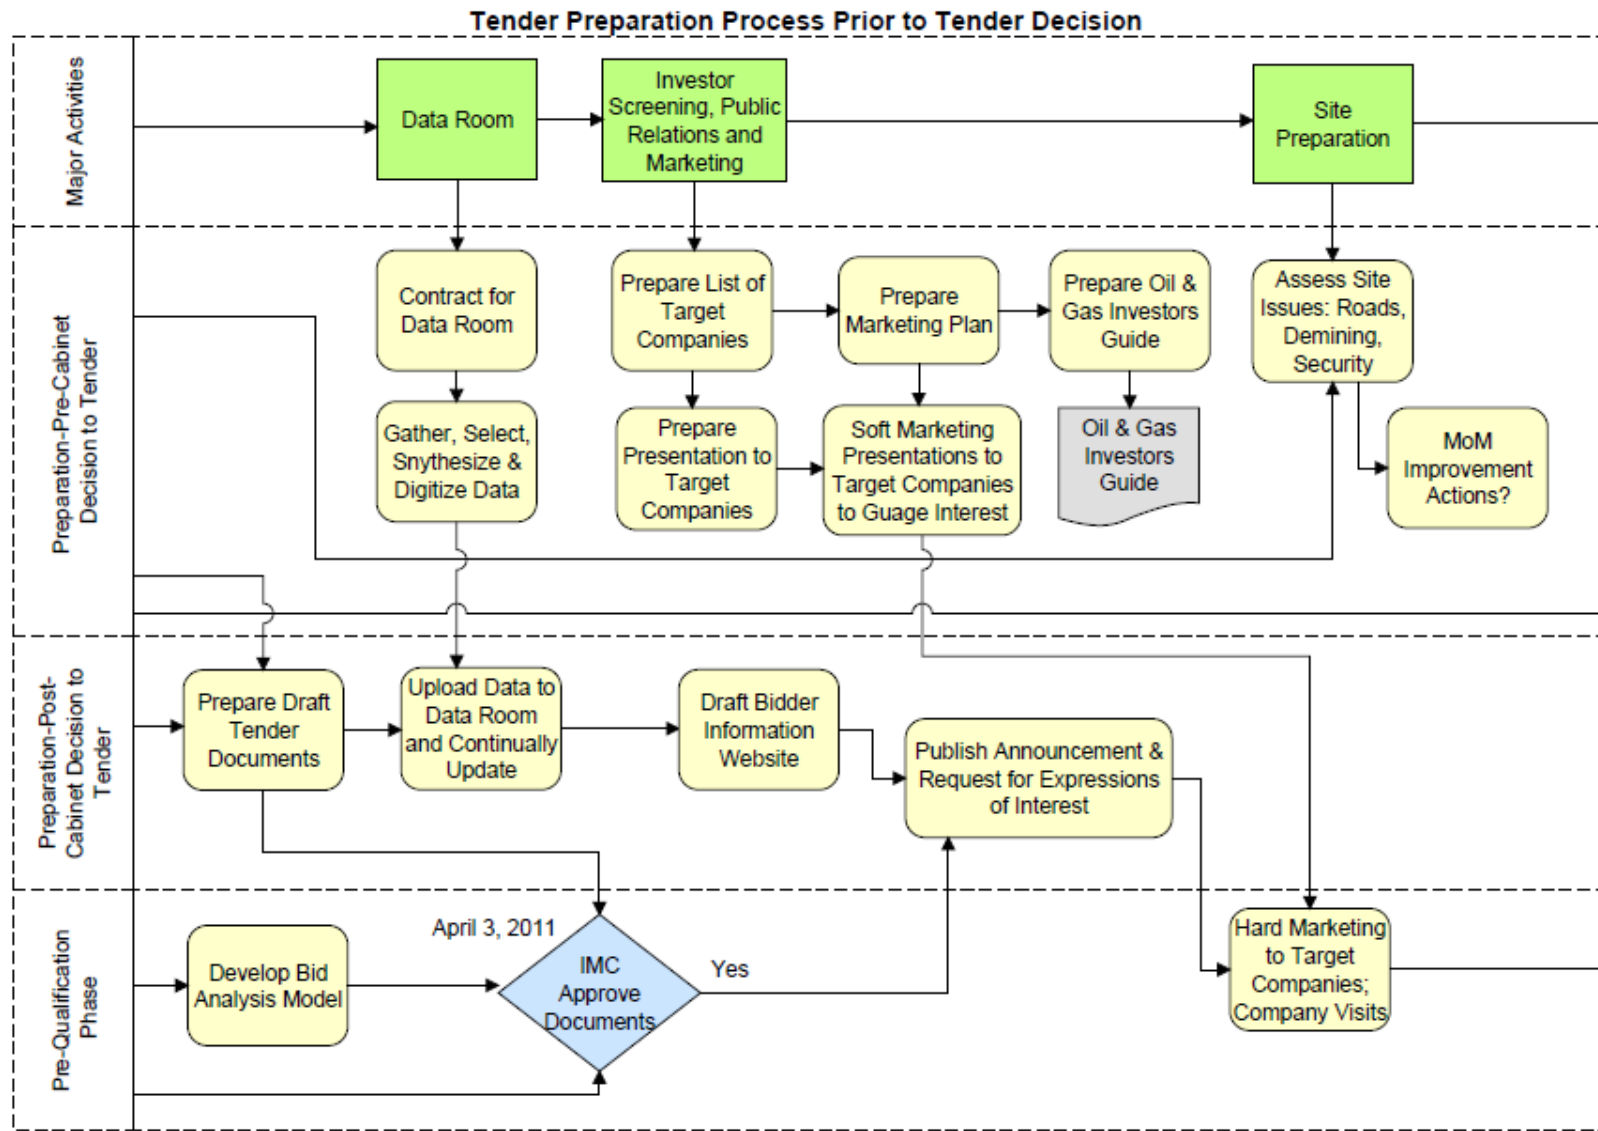 Tender Preparation Process Prior to Tender Decision
Major Activities
Data Room
Investor
Screening, Public
Relations and
Marketing
Site
Preparation
Preparation-Pre-Cabinet
Decision to Tender
Contract for
Data Room
Prepare List of
Target
Companies
Prepare
Marketing Plan
Prepare Oil &
Gas Investors
Guide
Assess Site
Issues: Roads,
Demining,
Security
Gather, Select,
Snythesize &
Digitize Data
Prepare
Presentation to
Target
Companies
Soft Marketing
Presentations to
Target Companies
to Guage Interest
Oil & Gas
Investors
Guide
MoM
Improvement
Actions?
Preparation-Post-
Cabinet Decision to
Tender
Prepare Draft
Tender
Documents
Upload Data to
Data Room
and Continually
Update
Draft Bidder
Information
Website
Publish Announcement &
Request for Expressions
of Interest
Pre-Qualification
Phase
Develop Bid
Analysis Model
April 3, 2011
IMC
Approve
Documents
Yes
Hard Marketing
to Target
Companies;
Company Visits